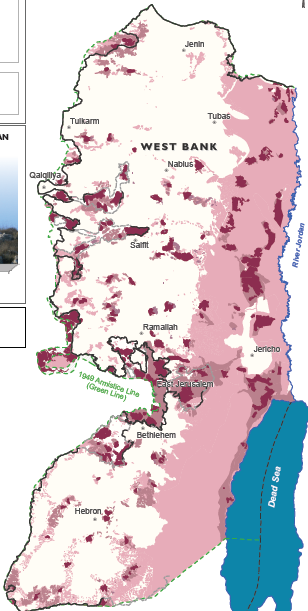 AN
Jenin
Tubas
Tulkarm
WEST BANK
Nablus
Qalqiliya
Salfit
River Jordan
Ramallah
Jericho
1949 Armistice Line
(Green Line)
East Jerusalem
Bethlehem
Dead Sea
Hebron